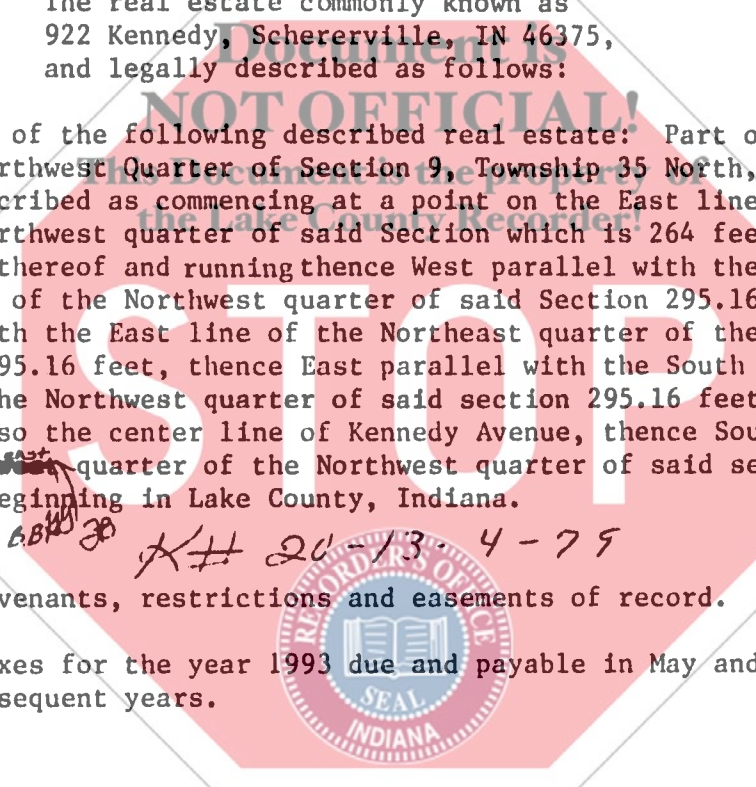 The real estate commonly known as
922 Kennedy, Schererville, IN 46375,
and legally described as follows:
Document is
NOT OFFICIAL!
This Document is the property of
the Lake County Recorder!
of the following described real estate: Part o
rthwest Quarter of Section 9, Township 35 North,
cribed as commencing at a point on the East line
rthwest quarter of said Section which is 264 fee
thereof and running thence West parallel with the
of the Northwest quarter of said Section 295.16
th the East line of the Northeast quarter of the
95.16 feet, thence East parallel with the South
he Northwest quarter of said section 295.16 feet
so the center line of Kennedy Avenue, thence Sou
quarter of the Northwest quarter of said se
eginning in Lake County, Indiana.
STOP
K# 20-13-4-79
venants, restrictions and easements of record.
xes for the year 1993 due and payable in May and
sequent years.
RECORDER'S OFFICE
SEAL
INDIANA